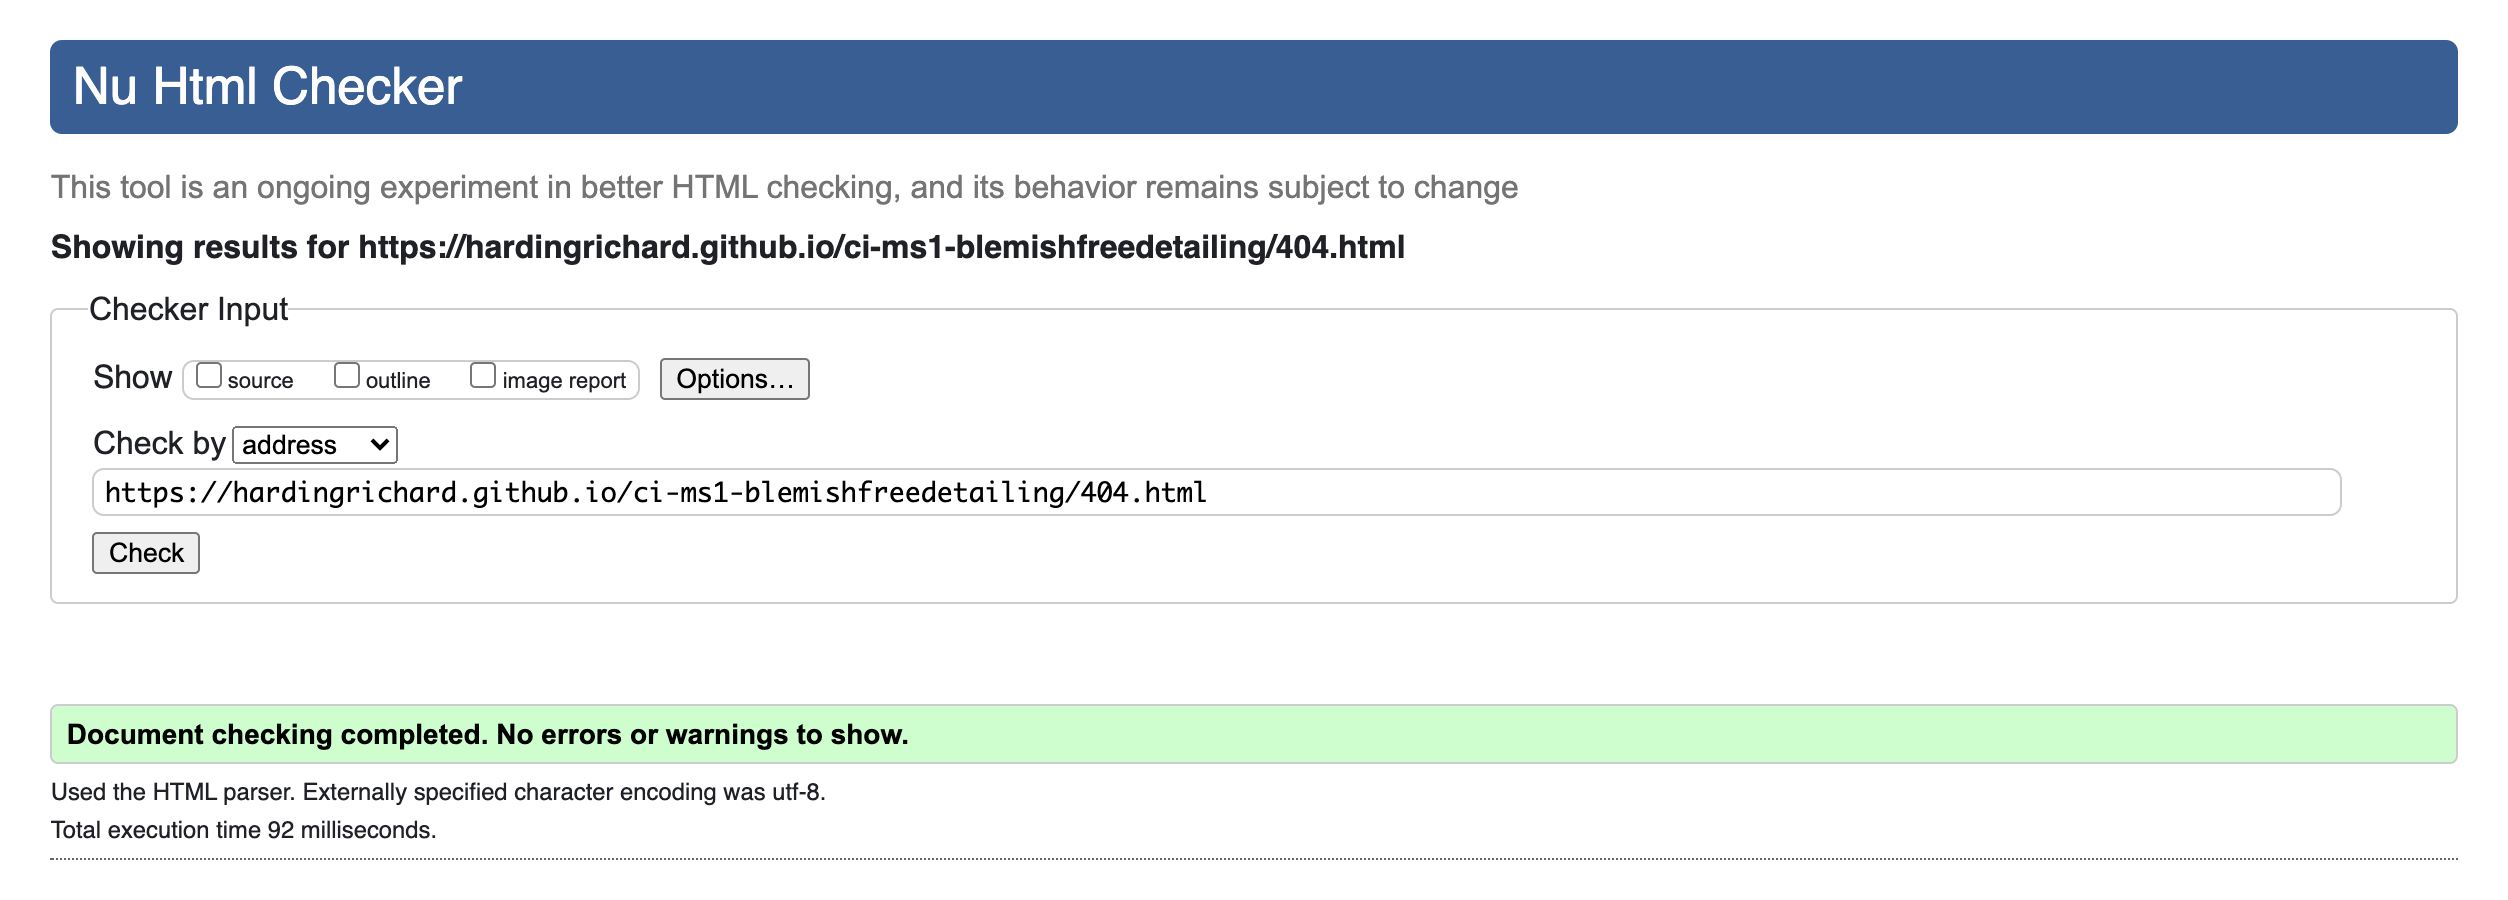 Nu Html Checker
This tool is an ongoing experiment in better HTML checking, and its behavior remains subject to change
Showing results for https://hardingrichard.github.io/ci-ms1-blemishfreedetailing/404.html
Checker Input
Show source outline image report Options...
Check by address
https://hardingrichard.github.io/ci-ms1-blemishfreedetailing/404.html
Check
Document checking completed. No errors or warnings to show.
Used the HTML parser. Externally specified character encoding was utf-8.
Total execution time 92 milliseconds.